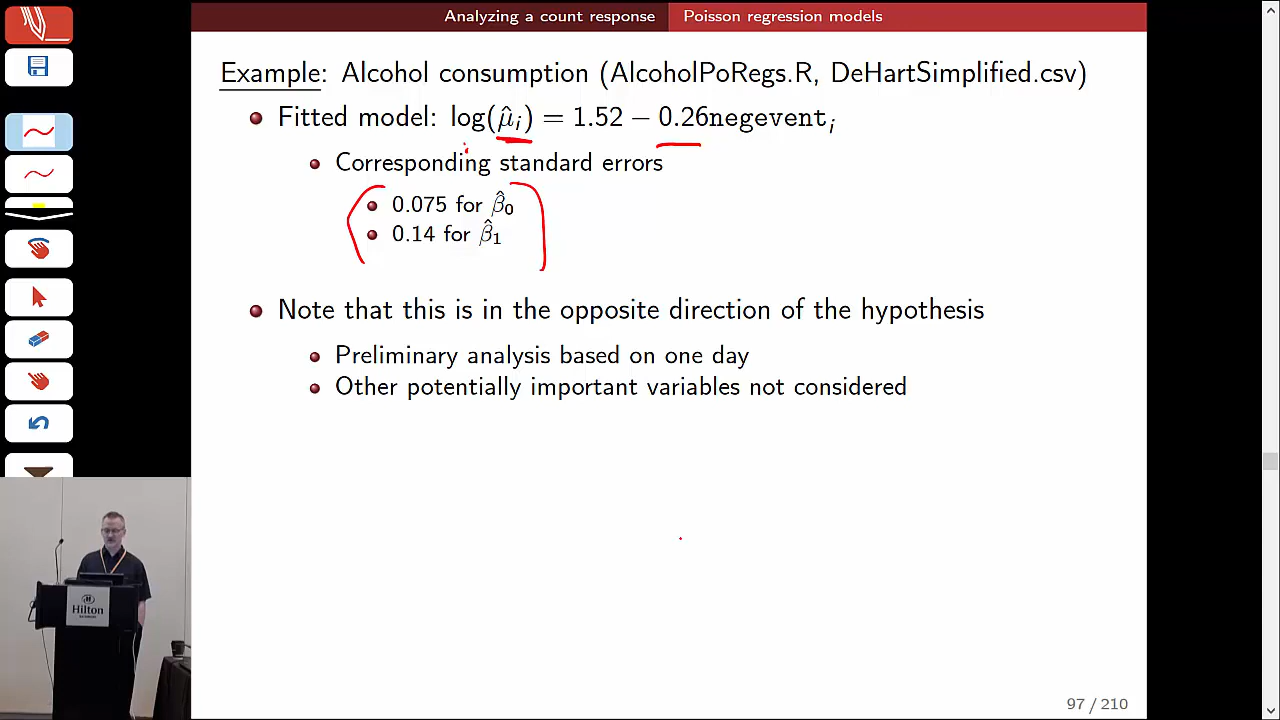 Analyzing a count response Poisson regression models
Example: Alcohol consumption (AlcoholPoRegs.R, DeHartSimplified.csv)
Fitted model: log(μ̂ᵢ) = 1.52 − 0.26negeventᵢ
Corresponding standard errors
0.075 for β̂₀
0.14 for β̂₁
Note that this is in the opposite direction of the hypothesis
Preliminary analysis based on one day
Other potentially important variables not considered
Hilton
97 / 210